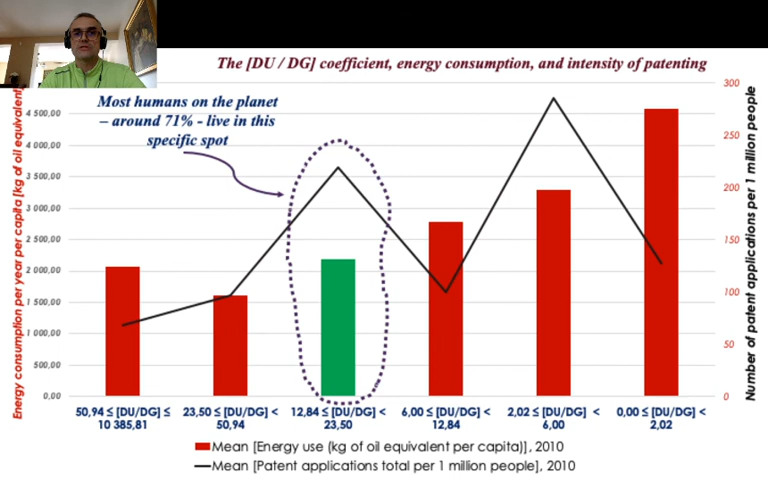 The [DU / DG] coefficient, energy consumption, and intensity of patenting
Most humans on the planet
– around 71% - live in this
specific spot
Energy consumption per year per capita [kg of oil equivalent]
4 500,00
4 000,00
3 500,00
3 000,00
2 500,00
2 000,00
1 500,00
1 000,00
500,00
0,00
300
250
200
150
100
50
0
Number of patent applications per 1 million people
50,94 ≤ [DU/DG] ≤
10 385,81
23,50 ≤ [DU/DG] <
50,94
12,84 ≤ [DU/DG] <
23,50
6,00 ≤ [DU/DG] <
12,84
2,02 ≤ [DU/DG] <
6,00
0,00 ≤ [DU/DG] <
2,02
Mean [Energy use (kg of oil equivalent per capita)], 2010
Mean [Patent applications total per 1 million people], 2010